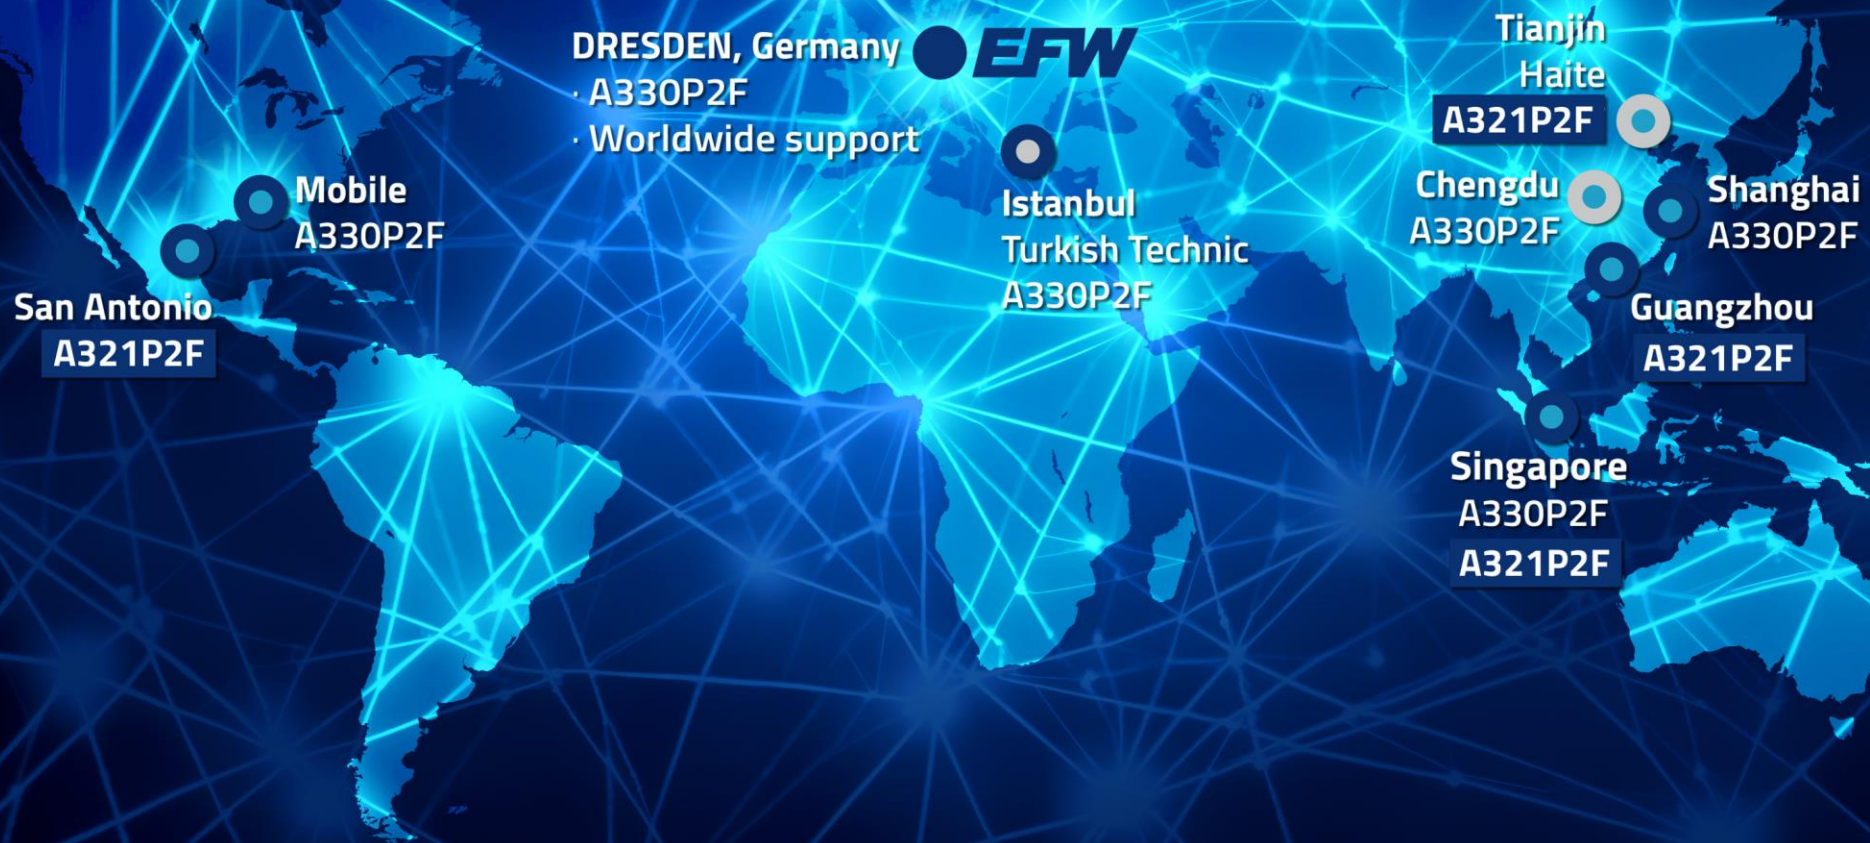 DRESDEN, Germany
· A330P2F
· Worldwide support
EFW
Tianjin
Haite
A321P2F
Mobile
A330P2F
San Antonio
A321P2F
Istanbul
Turkish Technic
A330P2F
Chengdu
A330P2F
Shanghai
A330P2F
Guangzhou
A321P2F
Singapore
A330P2F
A321P2F